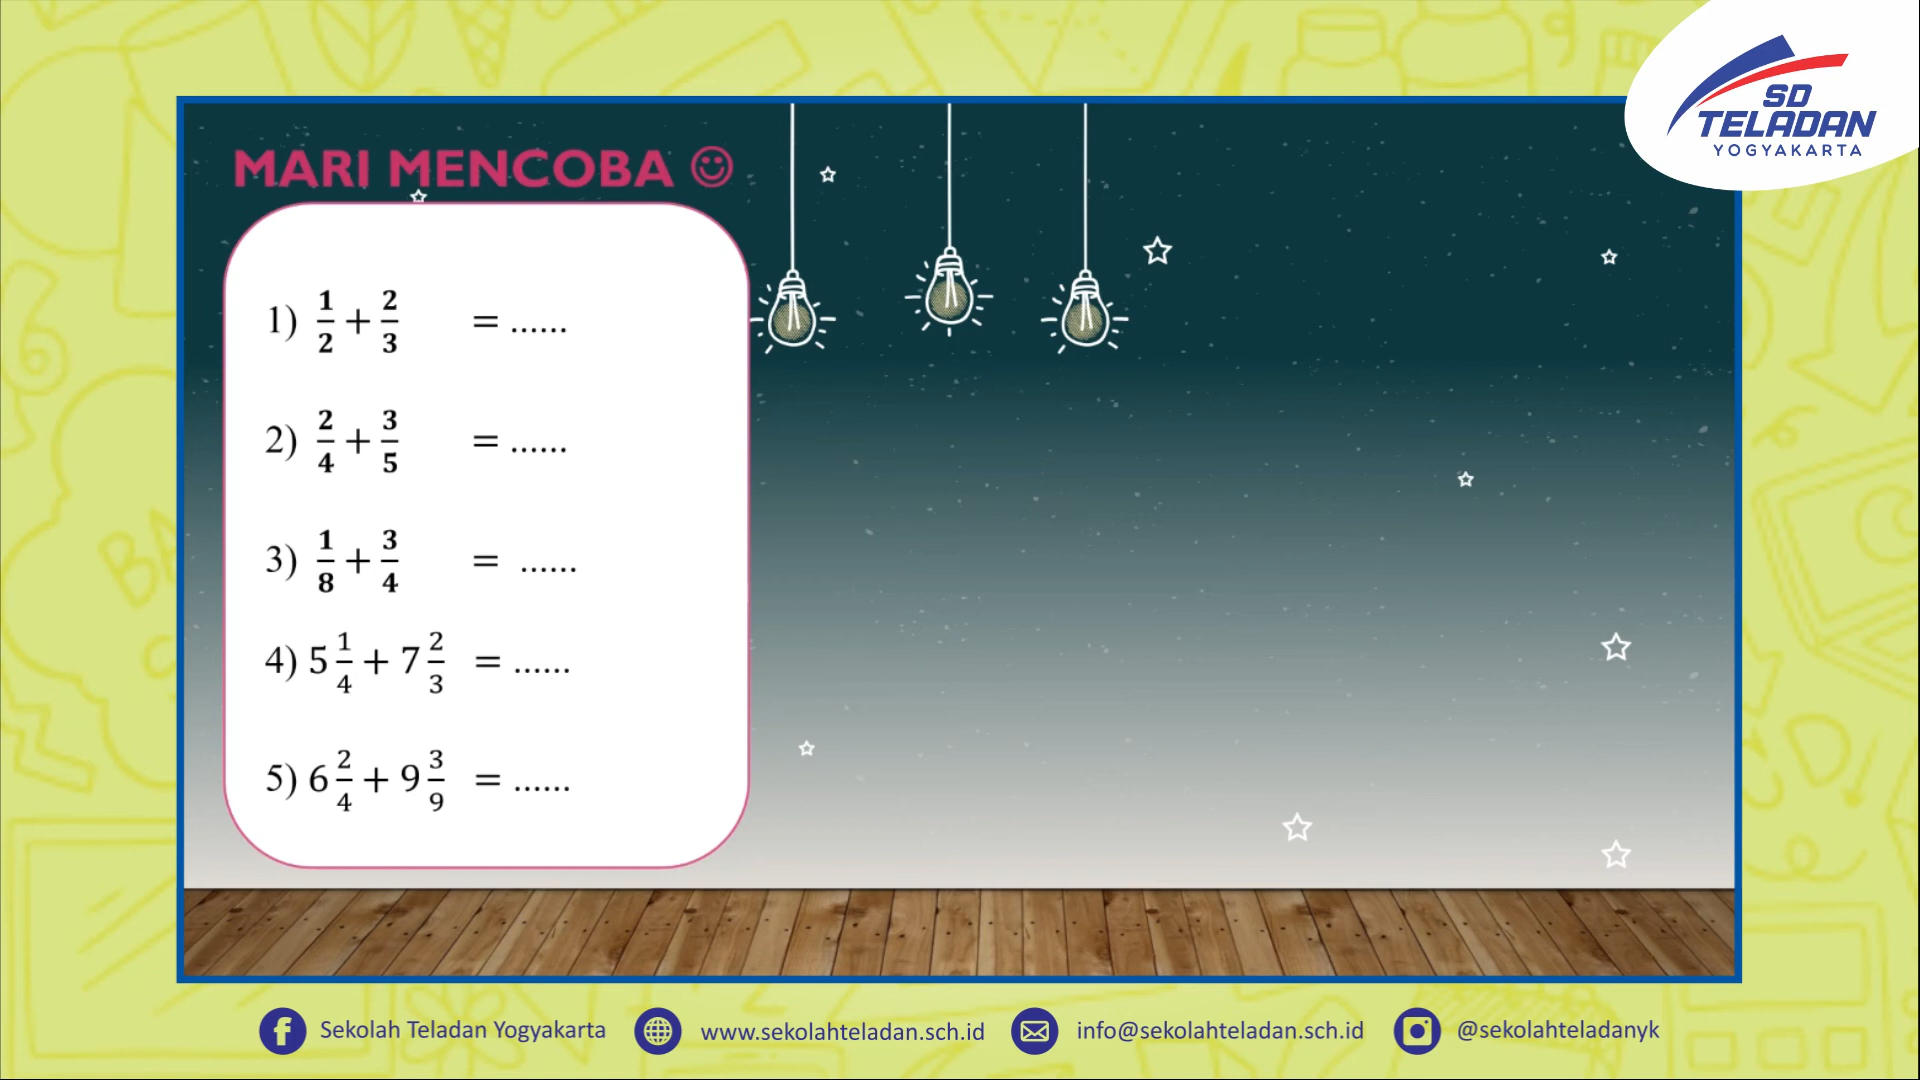 SD
TELADAN
YOGYAKARTA
MARI MENCOBA ☺
1) 1/2 + 2/3 = ......
2) 2/4 + 3/5 = ......
3) 1/8 + 3/4 = ......
4) 5 1/4 + 7 2/3 = ......
5) 6 2/4 + 9 3/9 = ......
Sekolah Teladan Yogyakarta www.sekolahteladan.sch.id info@sekolahteladan.sch.id @sekolahteladanyk